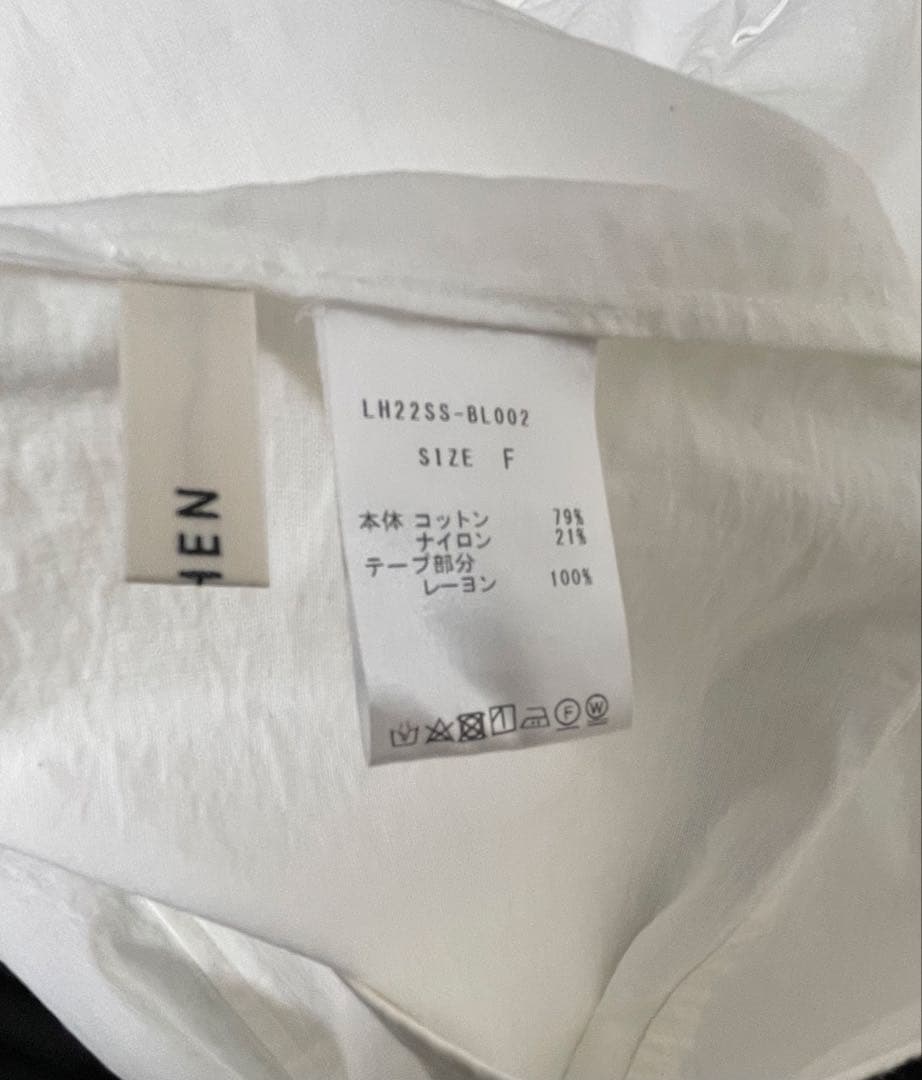 LH22SS-BL002
SIZE F
本体 コットン 79%
ナイロン 21%
テープ部分
レーヨン 100%
F W
HEN